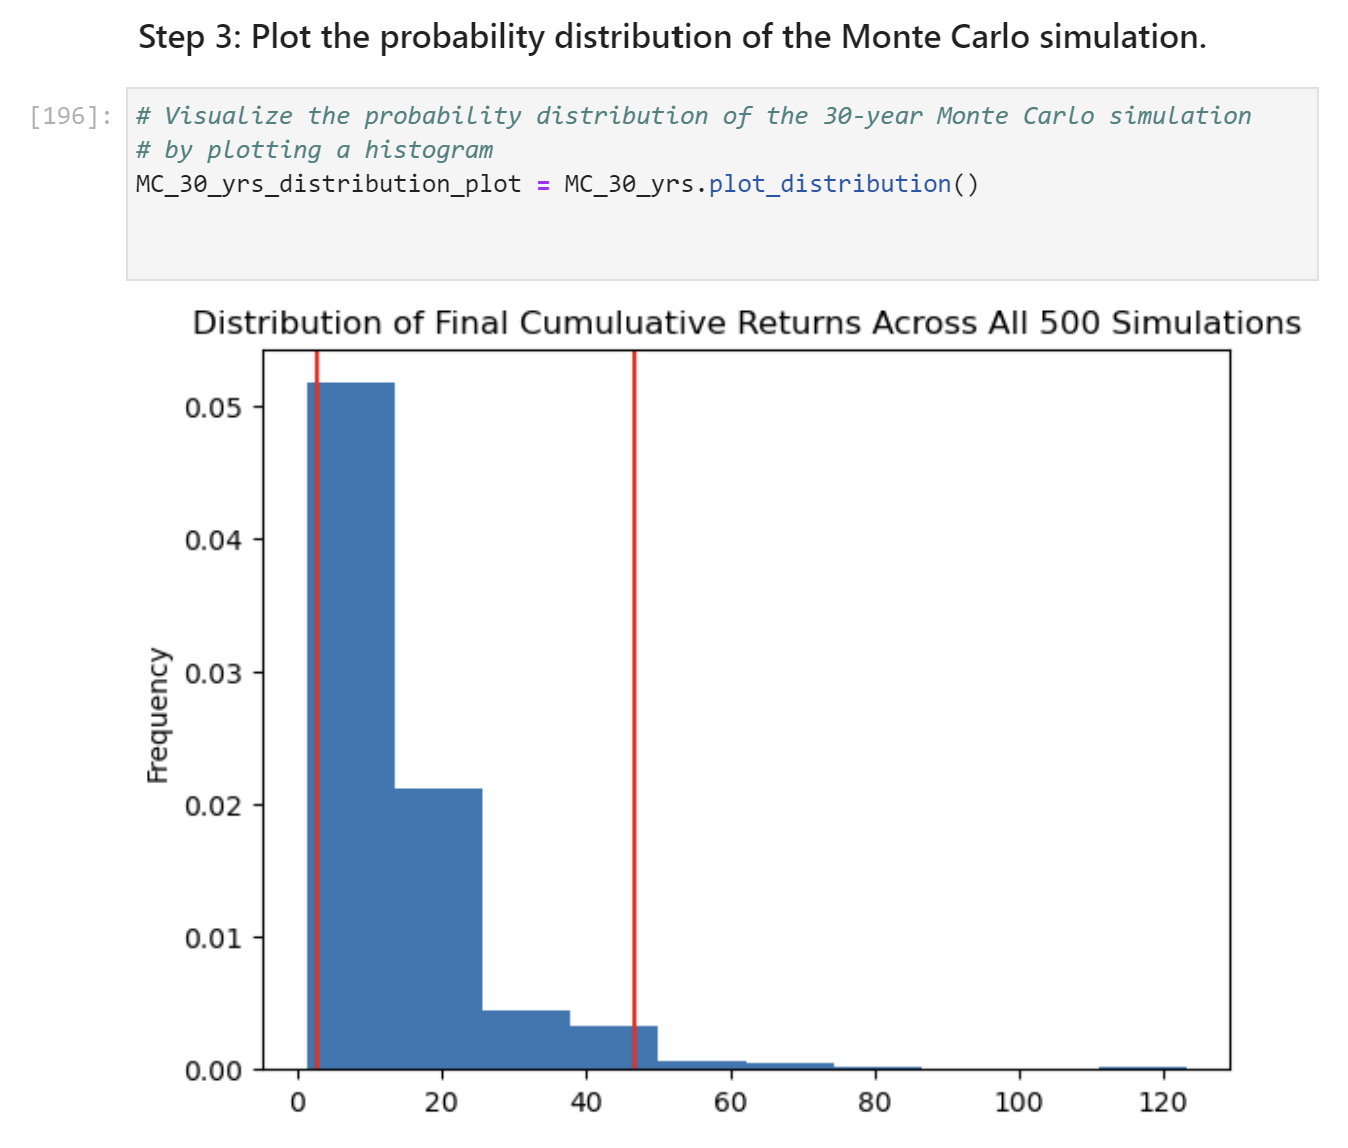 Step 3: Plot the probability distribution of the Monte Carlo simulation.
[196]:
# Visualize the probability distribution of the 30-year Monte Carlo simulation
# by plotting a histogram
MC_30_yrs_distribution_plot = MC_30_yrs.plot_distribution()
Distribution of Final Cumuluative Returns Across All 500 Simulations
0.05
0.04
0.03
0.02
0.01
0.00
Frequency
0 20 40 60 80 100 120